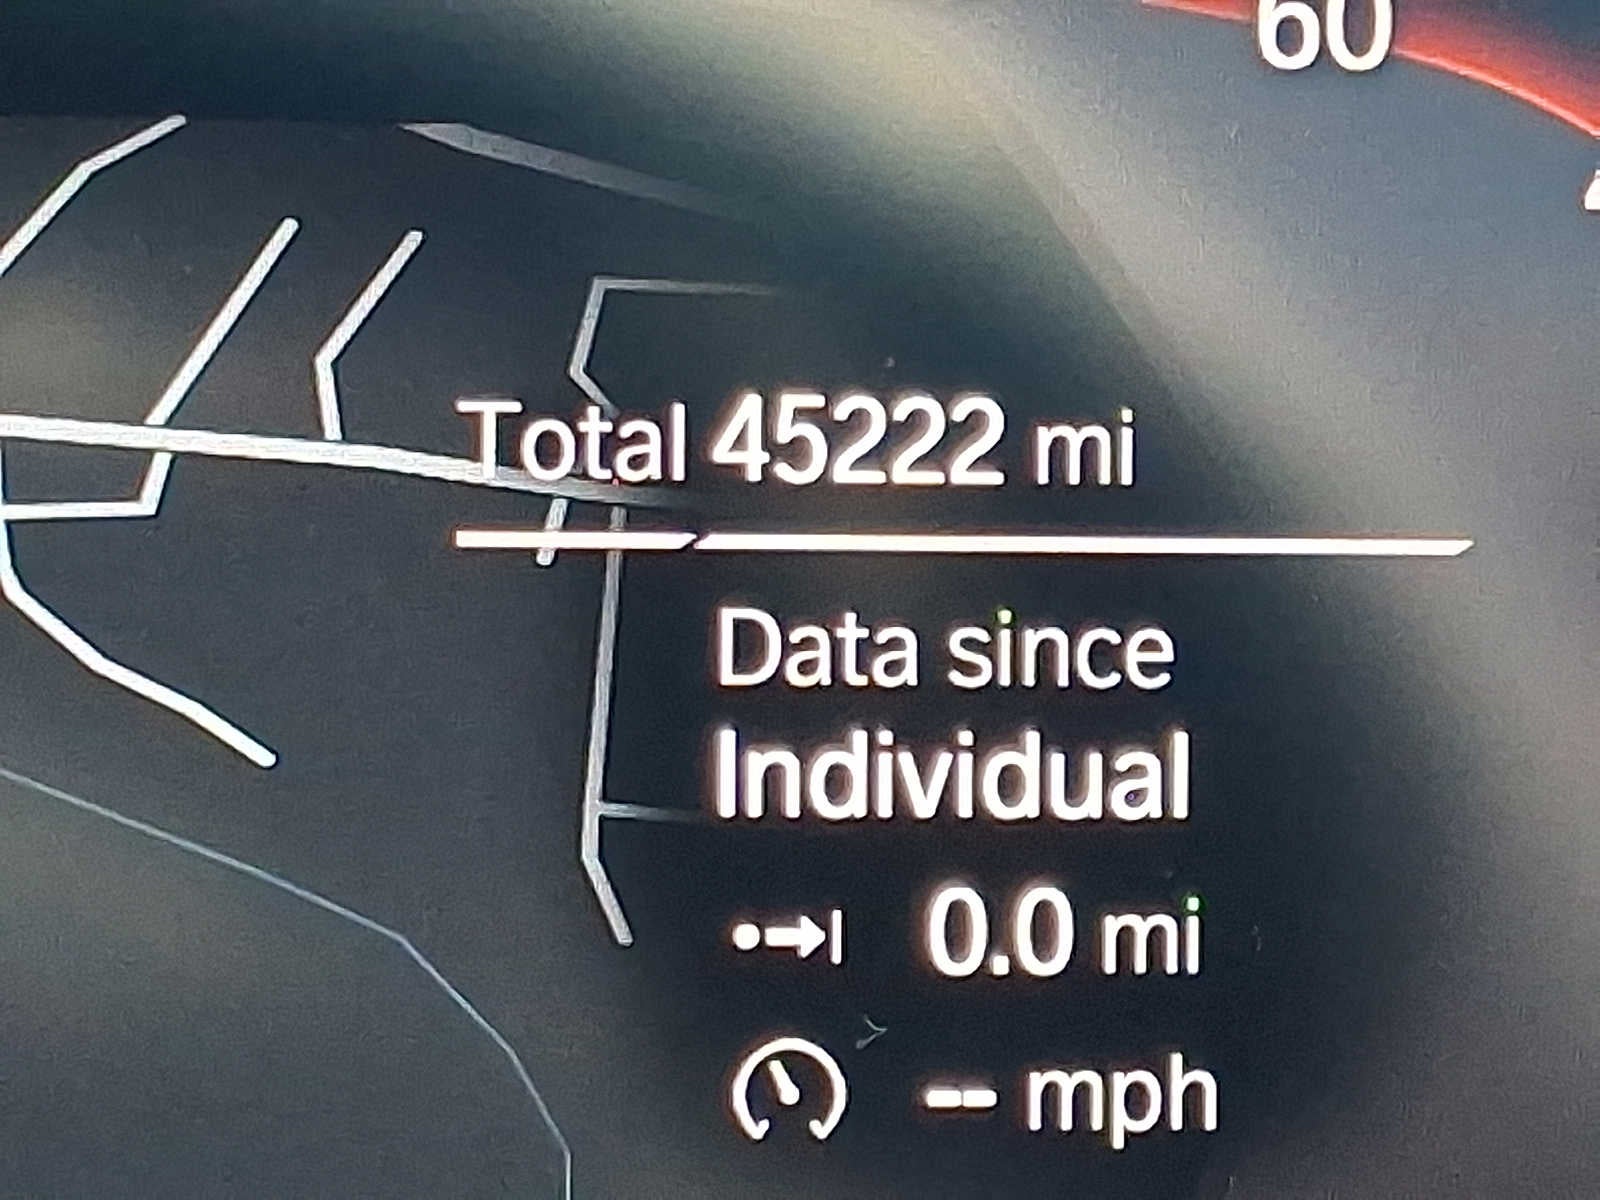 60
Total 45222 mi
Data since
Individual
0.0 mi
-- mph